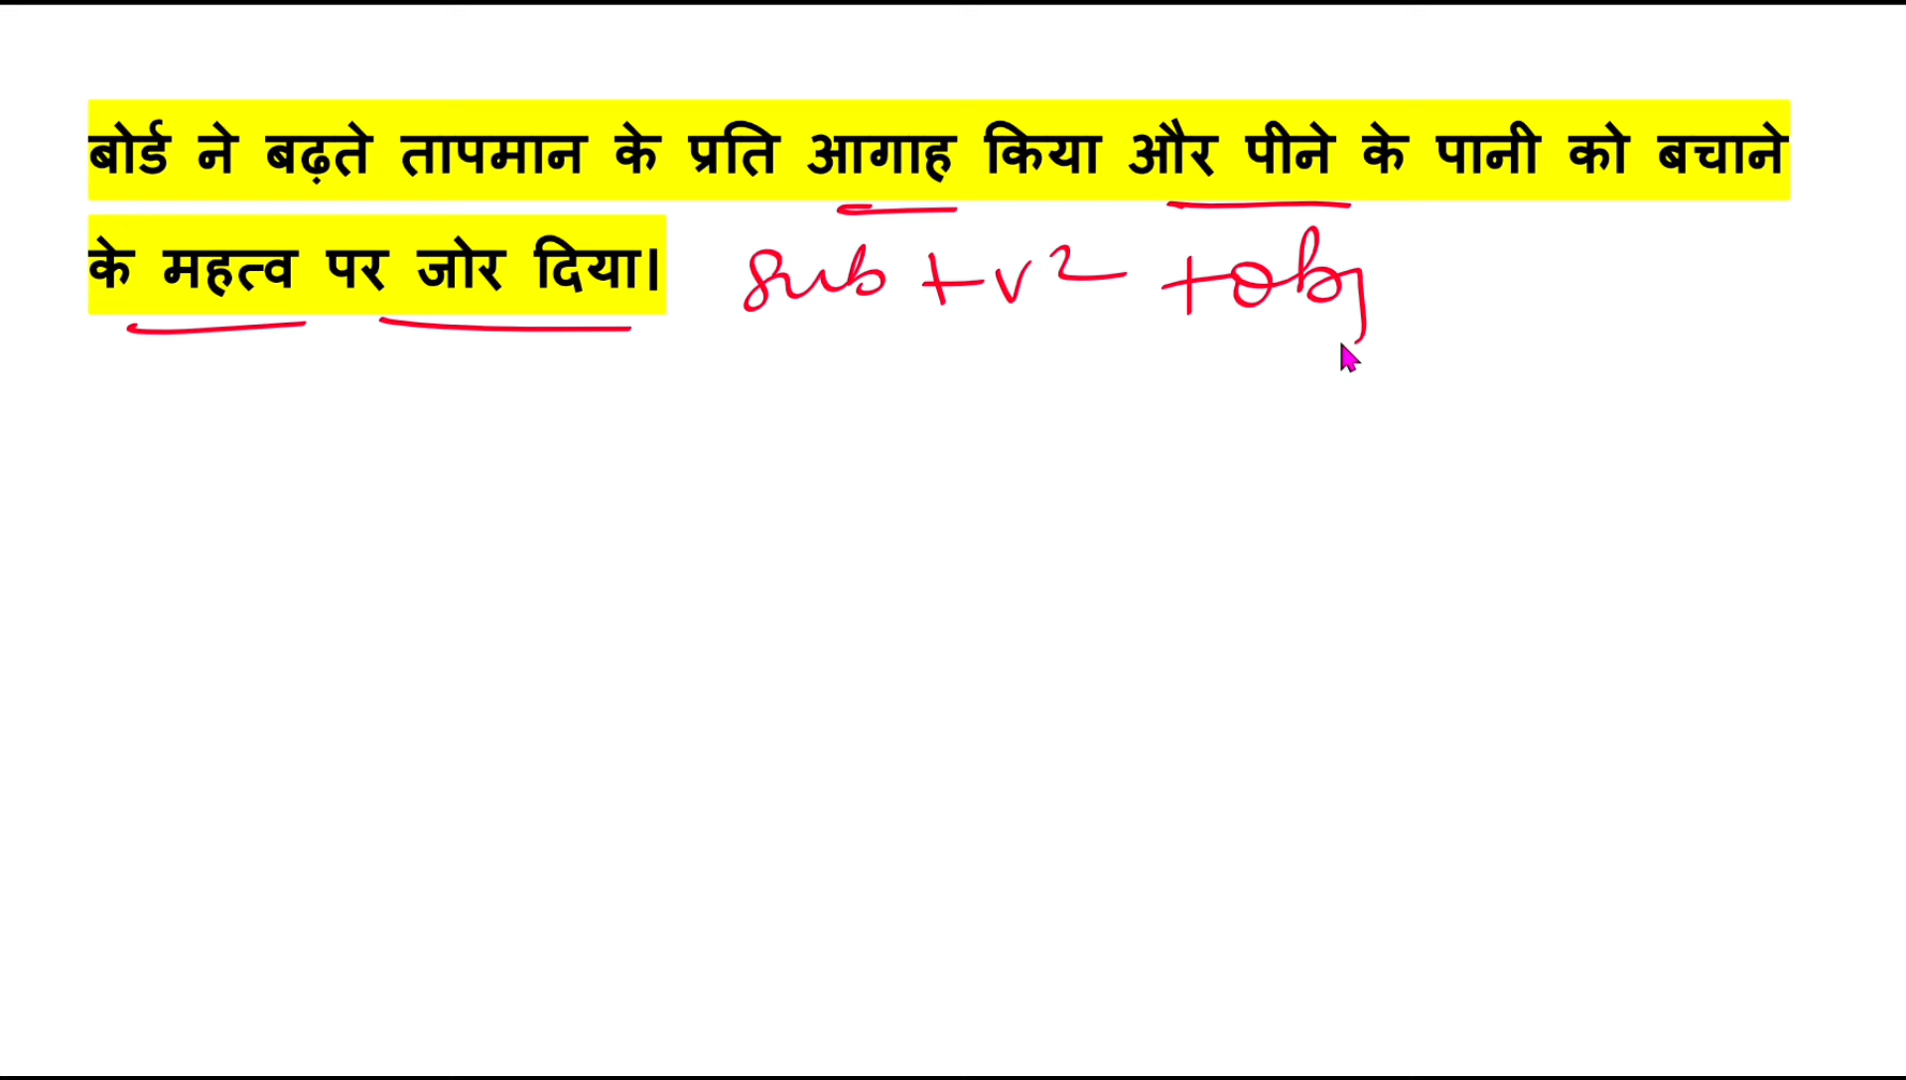 बोर्ड ने बढ़ते तापमान के प्रति आगाह किया और पीने के पानी को बचाने
के महत्व पर जोर दिया। sub + v2 + obj